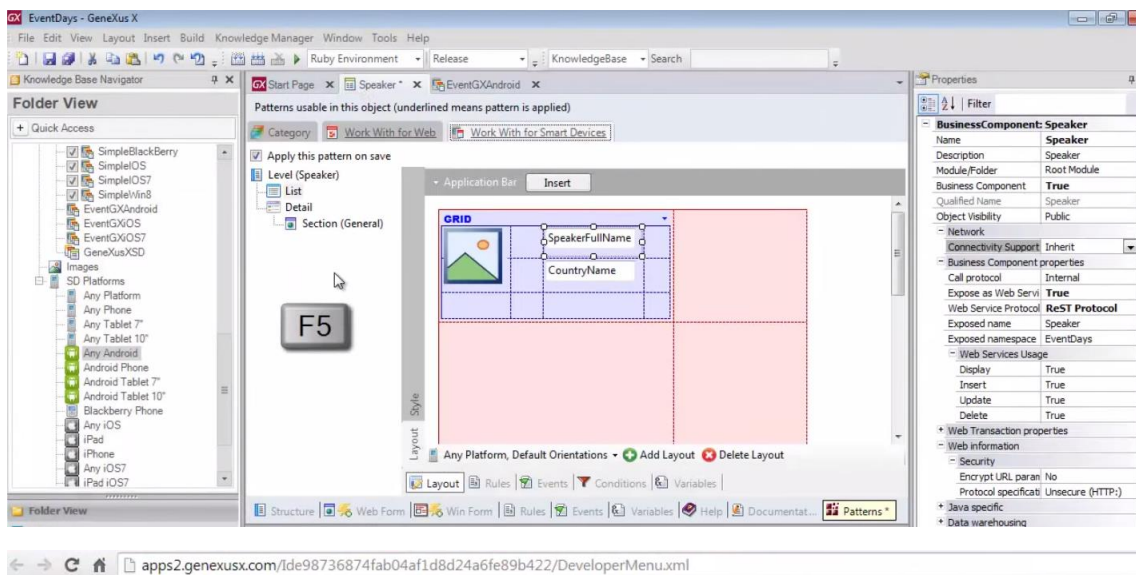 EventDays - GeneXus X
File Edit View Layout Insert Build Knowledge Manager Window Tools Help
Ruby Environment Release KnowledgeBase Search
Knowledge Base Navigator
Folder View
Quick Access
SimpleBlackBerry
SimpleIOS
SimpleIOS7
SimpleWin8
EventGXAndroid
EventGXiOS
EventGXiOS7
GeneXusXSD
Images
SD Platforms
Any Platform
Any Phone
Any Tablet 7"
Any Tablet 10"
Any Android
Android Phone
Android Tablet 7"
Android Tablet 10"
Blackberry Phone
Any iOS
iPad
iPhone
Any iOS7
iPad iOS7
Folder View
Start Page Speaker * EventGXAndroid
Patterns usable in this object (underlined means pattern is applied)
Category Work With for Web Work With for Smart Devices
Apply this pattern on save
Level (Speaker)
List
Detail
Section (General)
F5
Application Bar Insert
GRID
SpeakerFullName
CountryName
Style
Layout
Any Platform, Default Orientations Add Layout Delete Layout
Layout Rules Events Conditions Variables
Structure Web Form Win Form Rules Events Variables Help Documentat... Patterns *
Properties
Filter
BusinessComponent: Speaker
Name Speaker
Description Speaker
Module/Folder Root Module
Business Component True
Qualified Name Speaker
Object Visibility Public
Network
Connectivity Support Inherit
Business Component properties
Call protocol Internal
Expose as Web Servi True
Web Service Protocol ReST Protocol
Exposed name Speaker
Exposed namespace EventDays
Web Services Usage
Display True
Insert True
Update True
Delete True
Web Transaction properties
Web information
Security
Encrypt URL param No
Protocol specificati Unsecure (HTTP:)
Java specific
Data warehousing
apps2.genexusx.com/Ide98736874fab04af1d8d24a6fe89b422/DeveloperMenu.xml